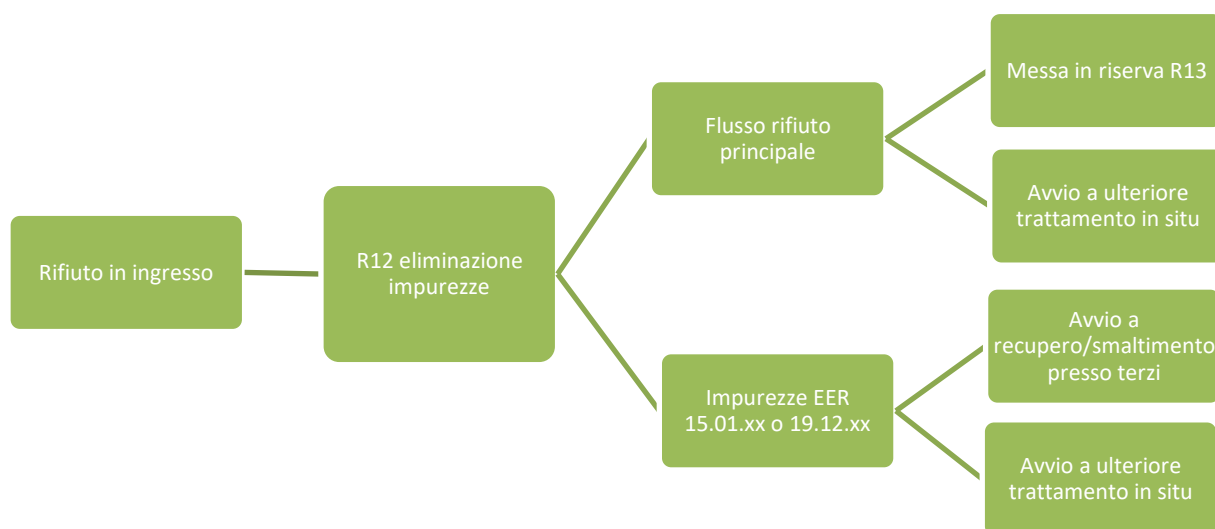 Rifiuto in ingresso
R12 eliminazione
impurezze
Flusso rifiuto
principale
Messa in riserva R13
Avvio a ulteriore
trattamento in situ
Impurezze EER
15.01.xx o 19.12.xx
Avvio a
recupero/smaltimento
presso terzi
Avvio a ulteriore
trattamento in situ